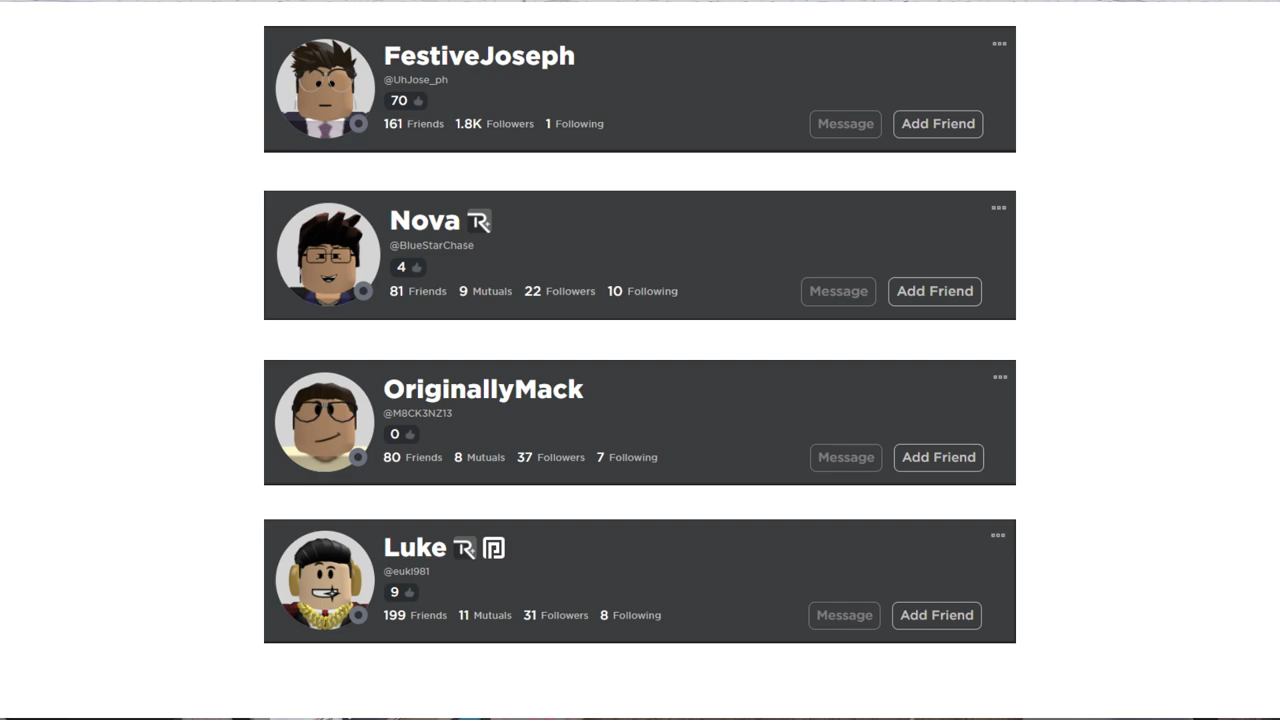 FestiveJoseph
@UhJose_ph
70
161 Friends 1.8K Followers 1 Following
Message Add Friend
Nova
@BlueStarChase
4
81 Friends 9 Mutuals 22 Followers 10 Following
Message Add Friend
OriginallyMack
@M8CK3NZ13
0
80 Friends 8 Mutuals 37 Followers 7 Following
Message Add Friend
Luke
@eukl981
9
199 Friends 11 Mutuals 31 Followers 8 Following
Message Add Friend